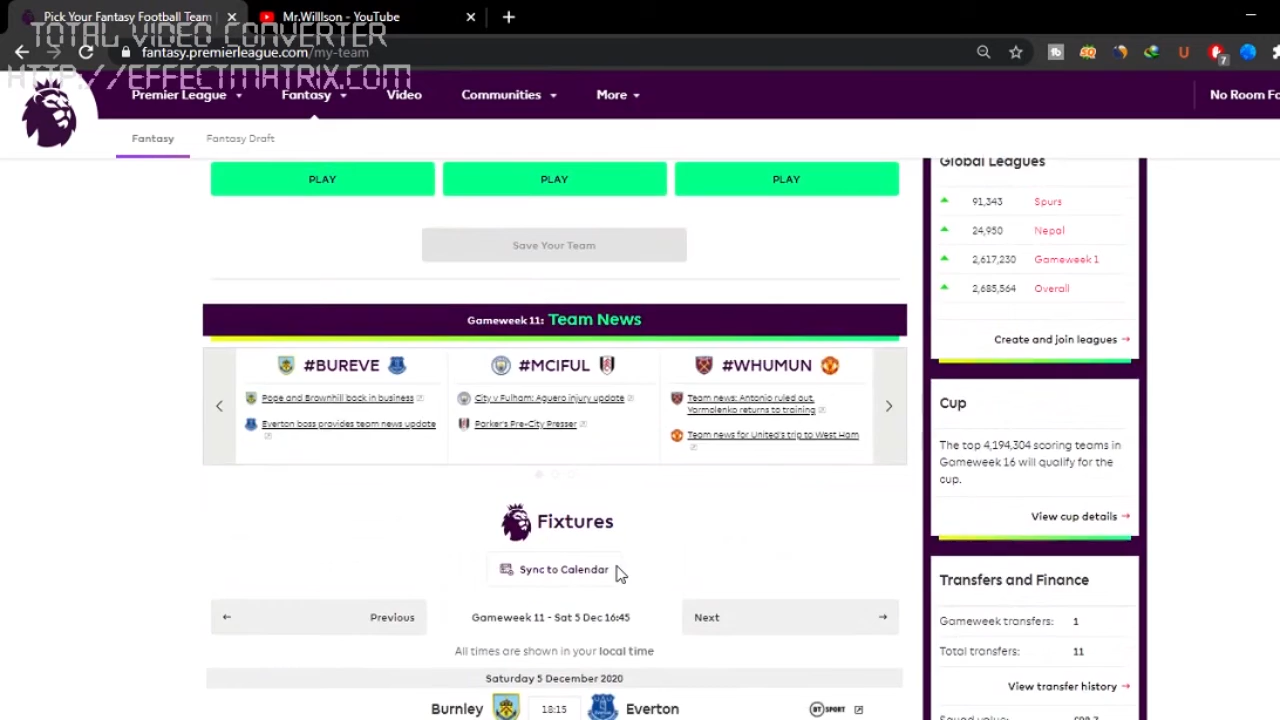 Pick Your Fantasy Football Team
Mr.Willson - YouTube
TOTAL VIDEO CONVERTER
fantasy.premierleague.com/my-team
HTTP://EFFECTMATRIX.COM
Premier League
Fantasy
Video
Communities
More
No Room Fo
Fantasy
Fantasy Draft
PLAY
PLAY
PLAY
Save Your Team
Gameweek 11: Team News
#BUREVE
Pope and Brownhill back in business
Everton boss provides team news update
#MCIFUL
City v Fulham: Aguero injury update
Parker's Pre-City Presser
#WHUMUN
Team news: Antonio ruled out,
Yarmolenko returns to training
Team news for United's trip to West Ham
Fixtures
Sync to Calendar
Previous
Gameweek 11 - Sat 5 Dec 16:45
Next
All times are shown in your local time
Saturday 5 December 2020
Burnley
18:15
Everton
BT SPORT
Global Leagues
91,343 Spurs
24,950 Nepal
2,617,230 Gameweek 1
2,685,564 Overall
Create and join leagues
Cup
The top 4,194,304 scoring teams in
Gameweek 16 will qualify for the
cup.
View cup details
Transfers and Finance
Gameweek transfers: 1
Total transfers: 11
View transfer history